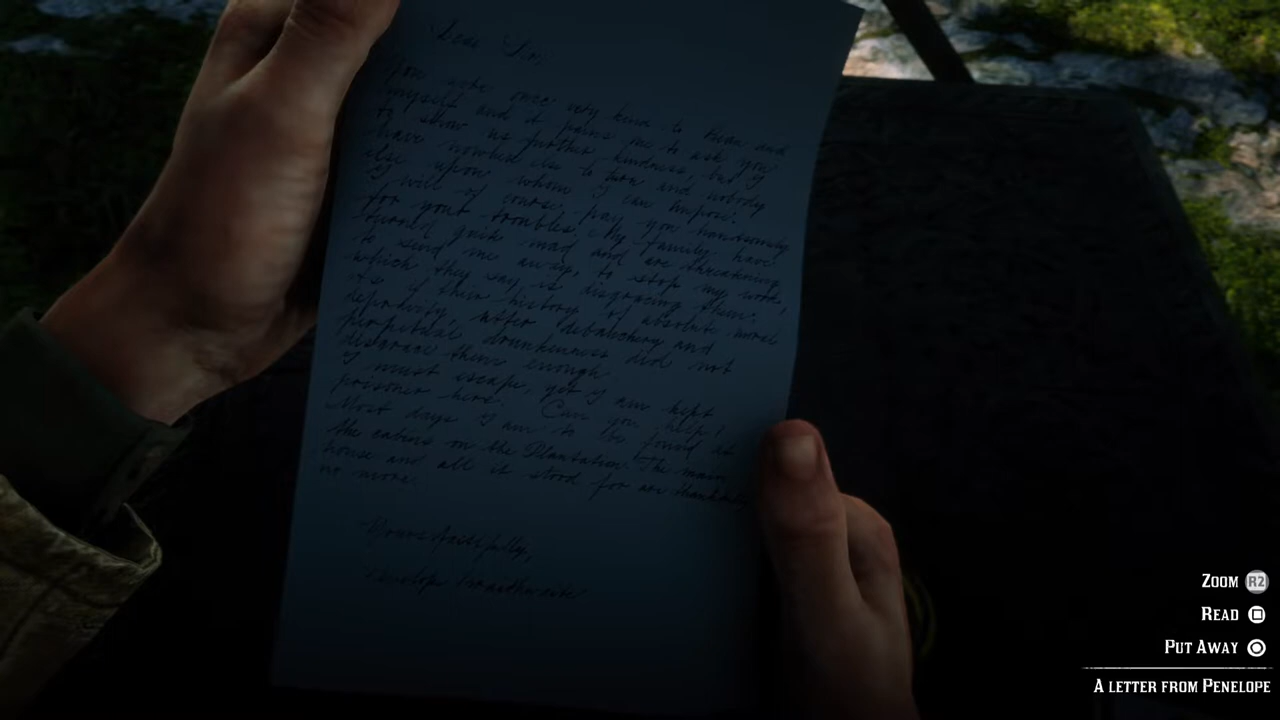 Dear Sir,
You were once very kind to Beau and
myself and it pains me to ask you
to show us further kindness, but I
have nowhere else to turn and nobody
else upon whom I can impose.
I will of course pay you handsomely
for your troubles. My family have
turned quite mad and are threatening
to send me away, to stop my work,
which they say is disgracing them.
As if their history of absolute moral
depravity, utter debauchery and
perpetual drunkenness did not
disgrace them enough.
I must escape, yet I am kept
prisoner here. Can you help?
Most days I am to be found at
the cabins on the Plantation. The main
house and all it stood for are thankfully
no more.
Yours faithfully,
Penelope Braithwaite
ZOOM R2
READ
PUT AWAY
A LETTER FROM PENELOPE